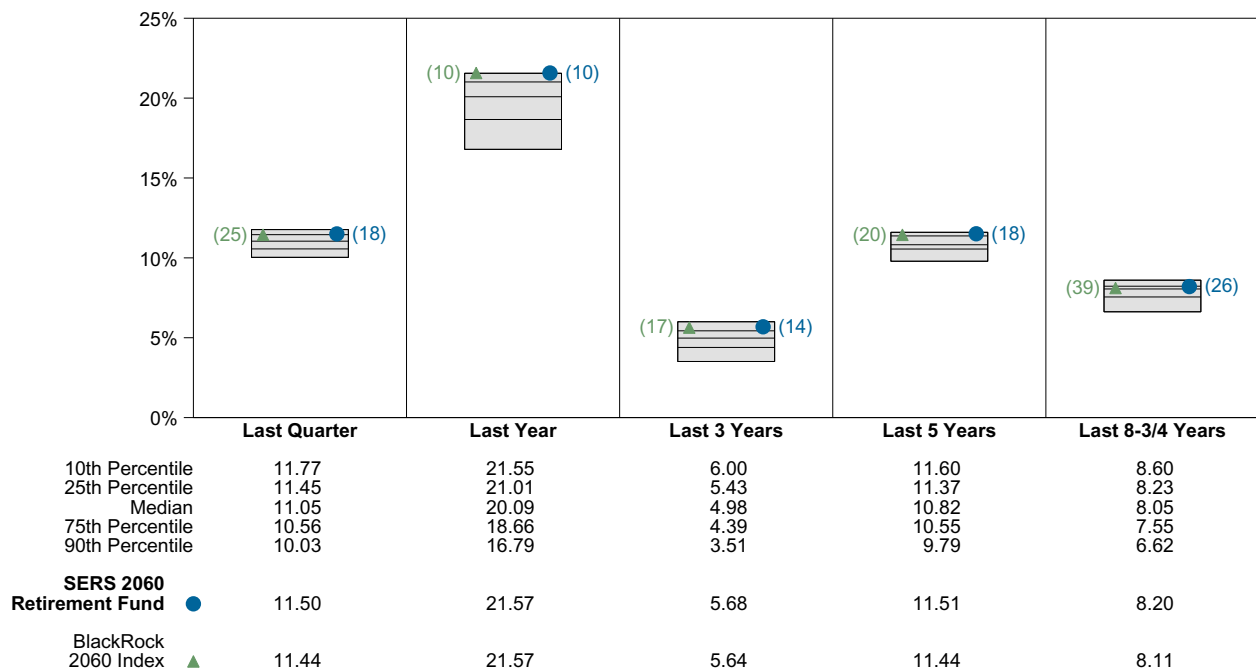 25%
20%
15%
10%
5%
0%
(25) (18)
(10) (10)
(17) (14)
(20) (18)
(39) (26)
Last Quarter Last Year Last 3 Years Last 5 Years Last 8-3/4 Years
10th Percentile 11.77 21.55 6.00 11.60 8.60
25th Percentile 11.45 21.01 5.43 11.37 8.23
Median 11.05 20.09 4.98 10.82 8.05
75th Percentile 10.56 18.66 4.39 10.55 7.55
90th Percentile 10.03 16.79 3.51 9.79 6.62
SERS 2060
Retirement Fund 11.50 21.57 5.68 11.51 8.20
BlackRock
2060 Index 11.44 21.57 5.64 11.44 8.11